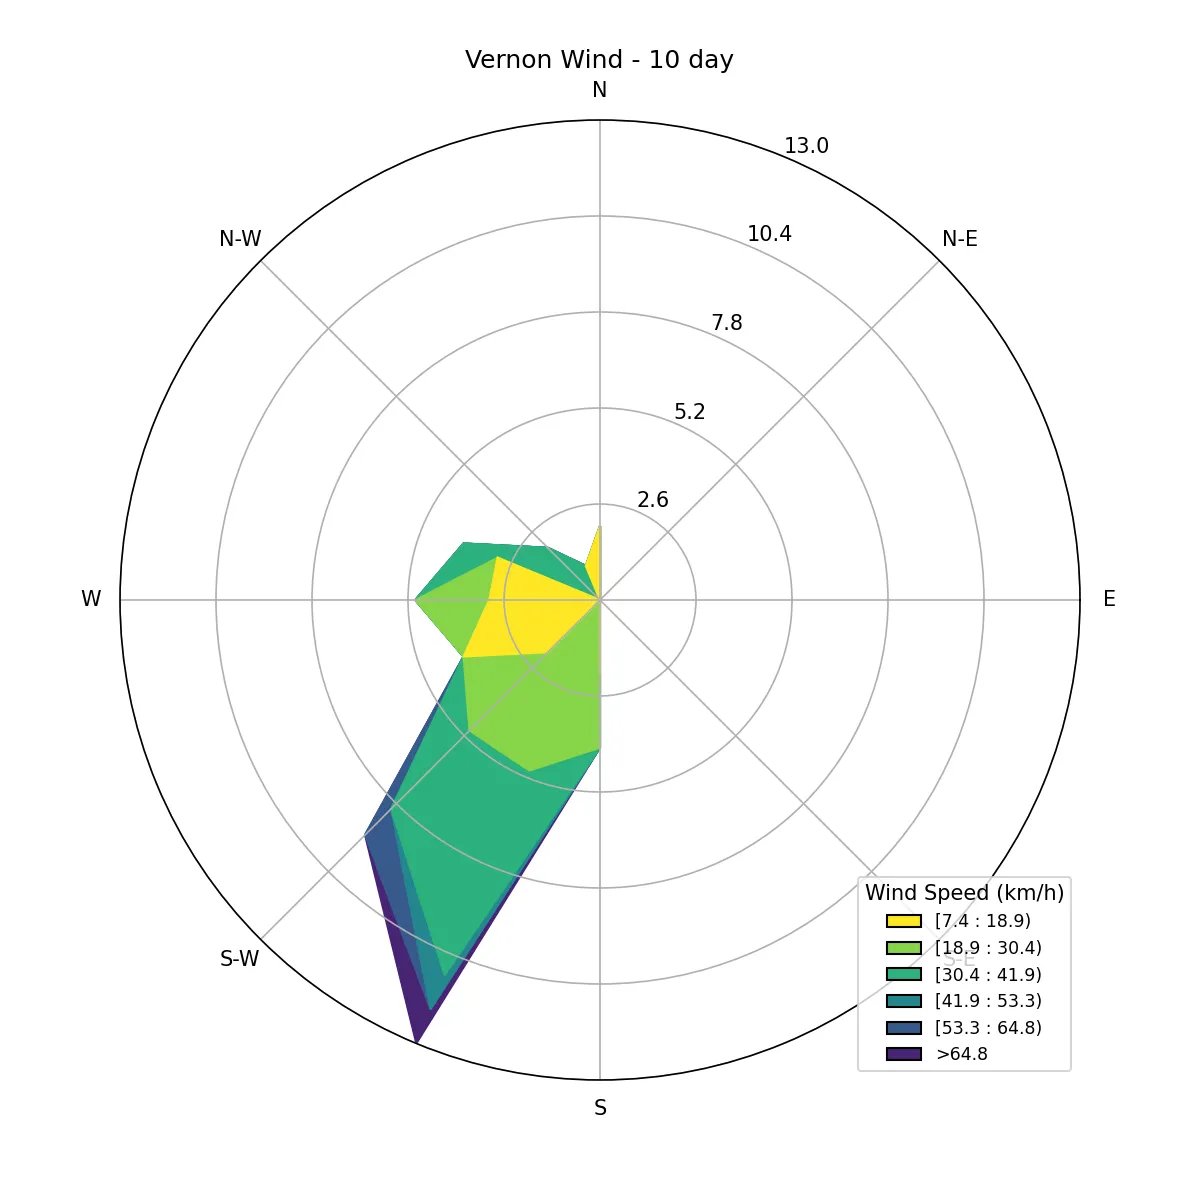 Vernon Wind - 10 day
N
13.0
N-W
N-E
10.4
7.8
5.2
2.6
W
E
Wind Speed (km/h)
[7.4 : 18.9)
[18.9 : 30.4)
S-W
S-E
[30.4 : 41.9)
[41.9 : 53.3)
[53.3 : 64.8)
>64.8
S